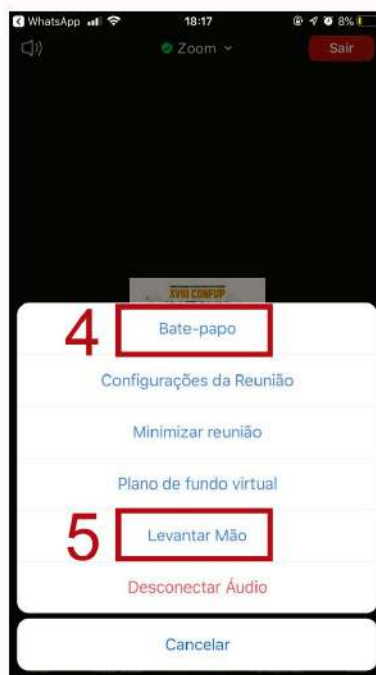 WhatsApp 18:17 8%
Zoom Sair
XVIII CONFUP
4 Bate-papo
Configurações da Reunião
Minimizar reunião
Plano de fundo virtual
5 Levantar Mão
Desconectar Áudio
Cancelar